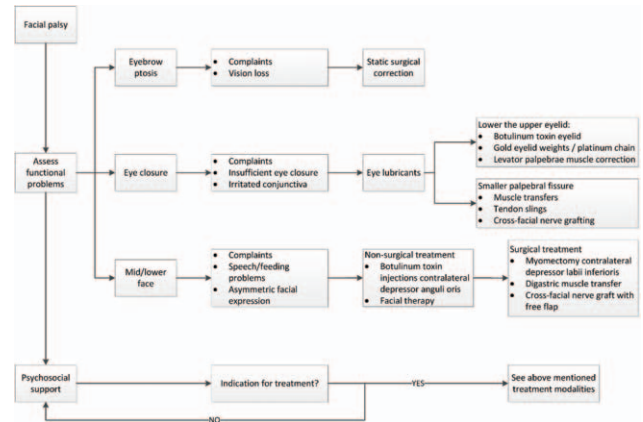 Facial palsy
Eyebrow
ptosis
• Complaints
• Vision loss
Static surgical
correction
Assess
functional
problems
Eye closure
• Complaints
• Insufficient eye closure
• Irritated conjunctiva
Eye lubricants
Lower the upper eyelid:
• Botulinum toxin eyelid
• Gold eyelid weights / platinum chain
• Levator palpebrae muscle correction
Smaller palpebral fissure
• Muscle transfers
• Tendon slings
• Cross-facial nerve grafting
Mid/lower
face
• Complaints
• Speech/feeding
problems
• Asymmetric facial
expression
Non-surgical treatment
• Botulinum toxin
injections contralateral
depressor anguli oris
• Facial therapy
Surgical treatment
• Myomectomy contralateral
depressor labii inferioris
• Digastric muscle transfer
• Cross-facial nerve graft with
free flap
Psychosocial
support
Indication for treatment?
YES
See above mentioned
treatment modalities
NO